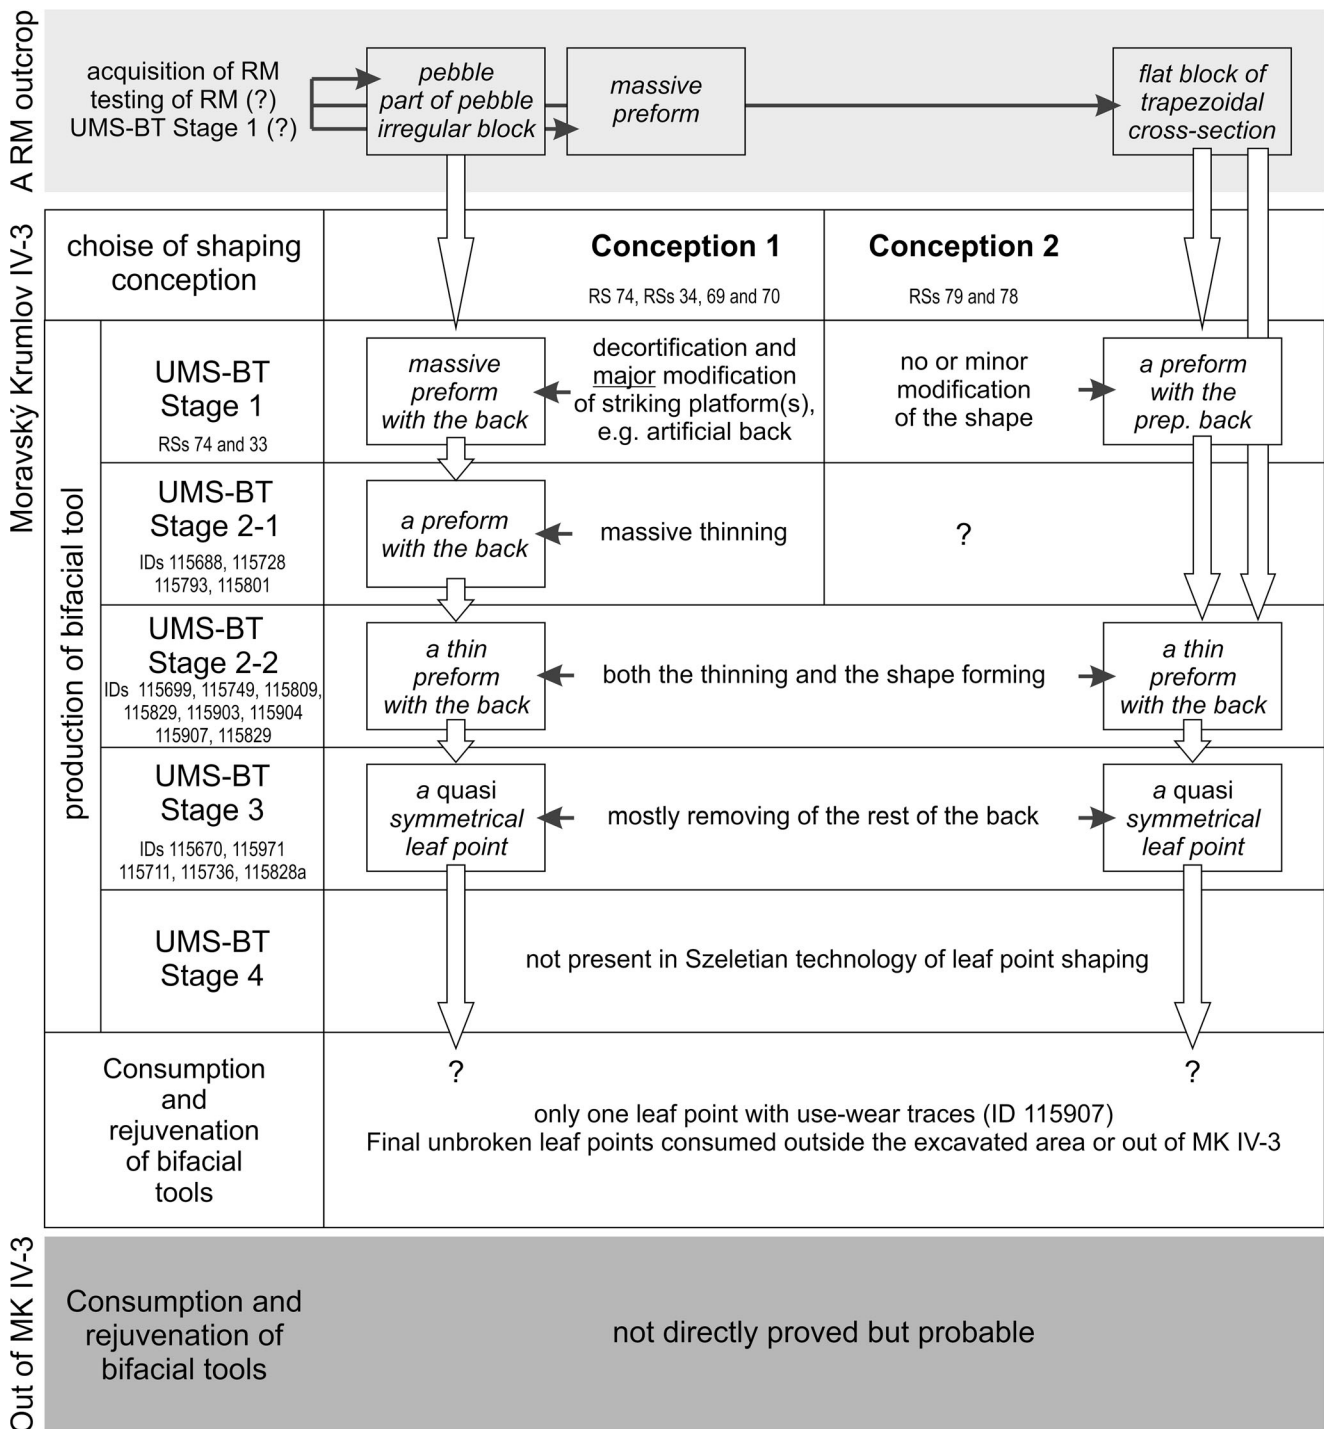 A RM outcrop
acquisition of RM
testing of RM (?)
UMS-BT Stage 1 (?)
pebble
part of pebble
irregular block
massive
preform
flat block of
trapezoidal
cross-section
Moravský Krumlov IV-3
choise of shaping
conception
Conception 1
RS 74, RSs 34, 69 and 70
Conception 2
RSs 79 and 78
production of bifacial tool
UMS-BT
Stage 1
RSs 74 and 33
massive
preform
with the back
decortification and
major modification
of striking platform(s),
e.g. artificial back
no or minor
modification
of the shape
a preform
with the
prep. back
UMS-BT
Stage 2-1
IDs 115688, 115728
115793, 115801
a preform
with the back
massive thinning
?
UMS-BT
Stage 2-2
IDs 115699, 115749, 115809,
115829, 115903, 115904
115907, 115829
a thin
preform
with the back
both the thinning and the shape forming
a thin
preform
with the back
UMS-BT
Stage 3
IDs 115670, 115971
115711, 115736, 115828a
a quasi
symmetrical
leaf point
mostly removing of the rest of the back
a quasi
symmetrical
leaf point
UMS-BT
Stage 4
not present in Szeletian technology of leaf point shaping
Consumption
and
rejuvenation
of bifacial
tools
?
?
only one leaf point with use-wear traces (ID 115907)
Final unbroken leaf points consumed outside the excavated area or out of MK IV-3
Out of MK IV-3
Consumption and
rejuvenation of
bifacial tools
not directly proved but probable